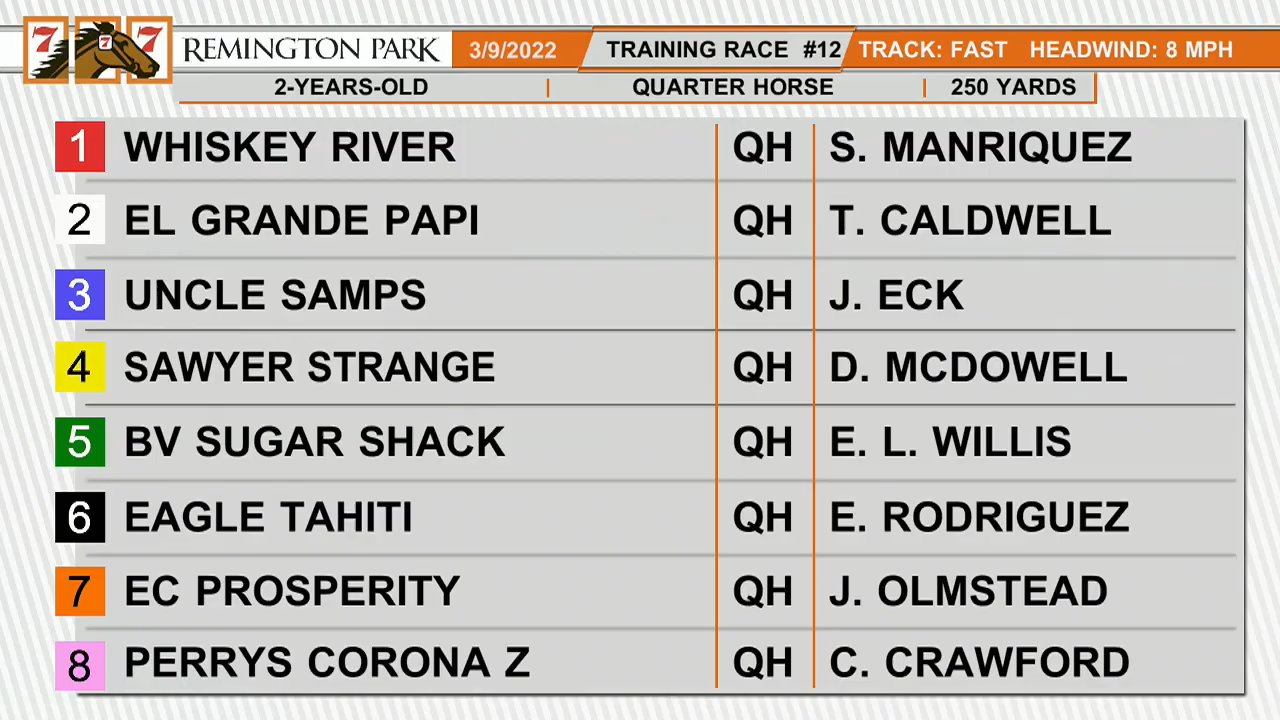 7 7 7 REMINGTON PARK 3/9/2022 TRAINING RACE #12 TRACK: FAST HEADWIND: 8 MPH
2-YEARS-OLD QUARTER HORSE 250 YARDS
1 WHISKEY RIVER QH S. MANRIQUEZ
2 EL GRANDE PAPI QH T. CALDWELL
3 UNCLE SAMPS QH J. ECK
4 SAWYER STRANGE QH D. MCDOWELL
5 BV SUGAR SHACK QH E. L. WILLIS
6 EAGLE TAHITI QH E. RODRIGUEZ
7 EC PROSPERITY QH J. OLMSTEAD
8 PERRYS CORONA Z QH C. CRAWFORD